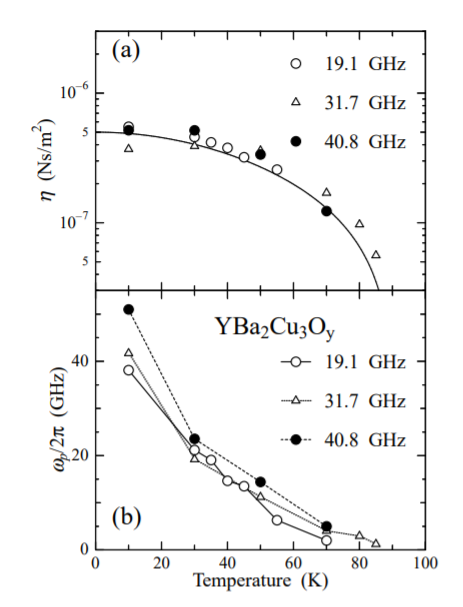 (a)
19.1 GHz
31.7 GHz
40.8 GHz
10⁻⁶
5
10⁻⁷
5
η (Ns/m²)
YBa₂Cu₃Oy
19.1 GHz
31.7 GHz
40.8 GHz
40
20
0
ωp/2π (GHz)
(b)
0 20 40 60 80 100
Temperature (K)